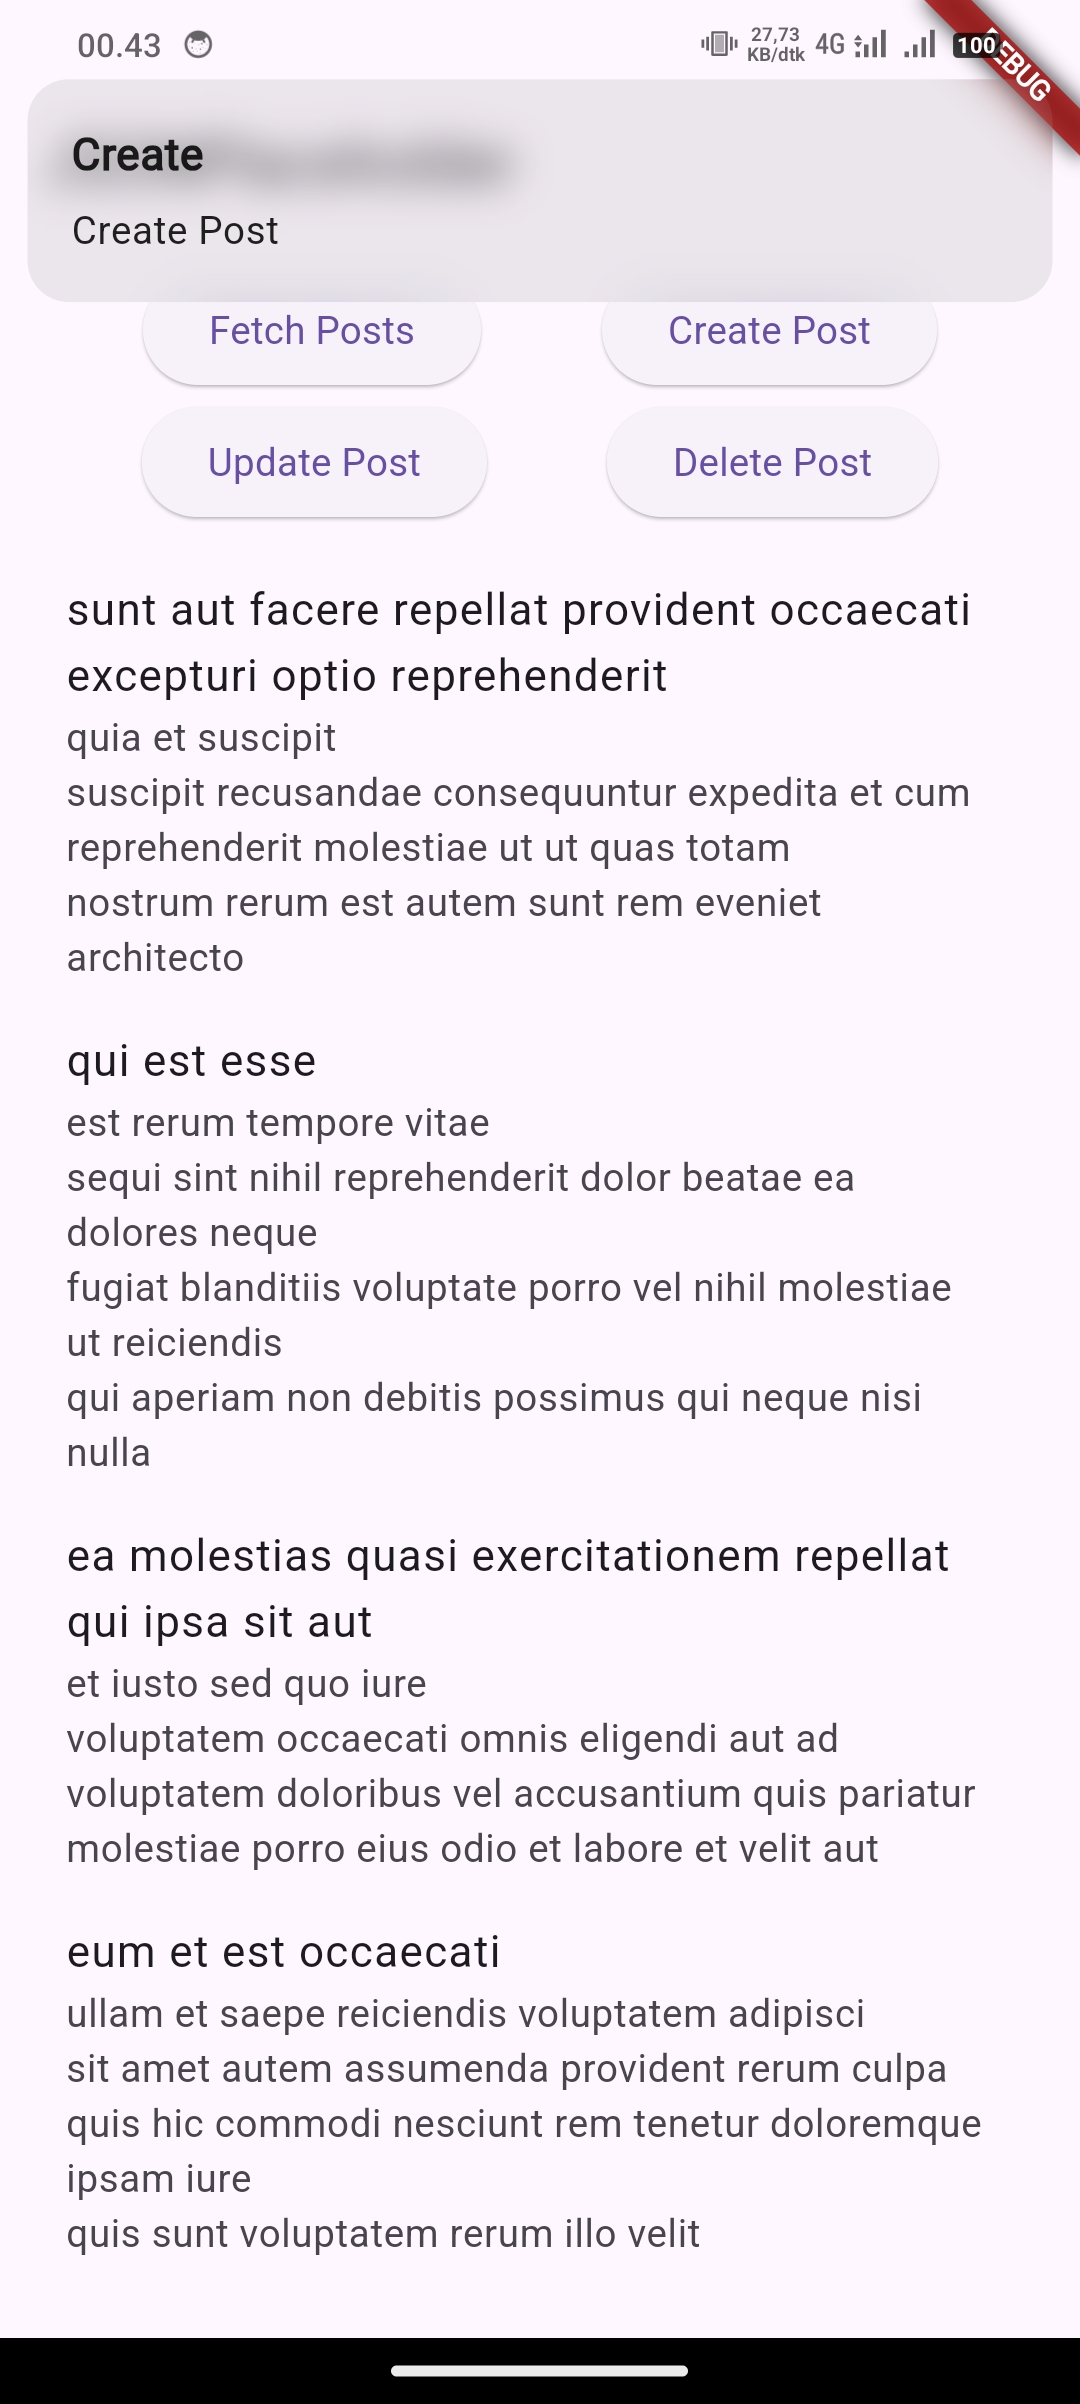 00.43
27,73
KB/dtk
4G
100
Create
Create Post
Fetch Posts
Create Post
Update Post
Delete Post
sunt aut facere repellat provident occaecati
excepturi optio reprehenderit
quia et suscipit
suscipit recusandae consequuntur expedita et cum
reprehenderit molestiae ut ut quas totam
nostrum rerum est autem sunt rem eveniet
architecto
qui est esse
est rerum tempore vitae
sequi sint nihil reprehenderit dolor beatae ea
dolores neque
fugiat blanditiis voluptate porro vel nihil molestiae
ut reiciendis
qui aperiam non debitis possimus qui neque nisi
nulla
ea molestias quasi exercitationem repellat
qui ipsa sit aut
et iusto sed quo iure
voluptatem occaecati omnis eligendi aut ad
voluptatem doloribus vel accusantium quis pariatur
molestiae porro eius odio et labore et velit aut
eum et est occaecati
ullam et saepe reiciendis voluptatem adipisci
sit amet autem assumenda provident rerum culpa
quis hic commodi nesciunt rem tenetur doloremque
ipsam iure
quis sunt voluptatem rerum illo velit